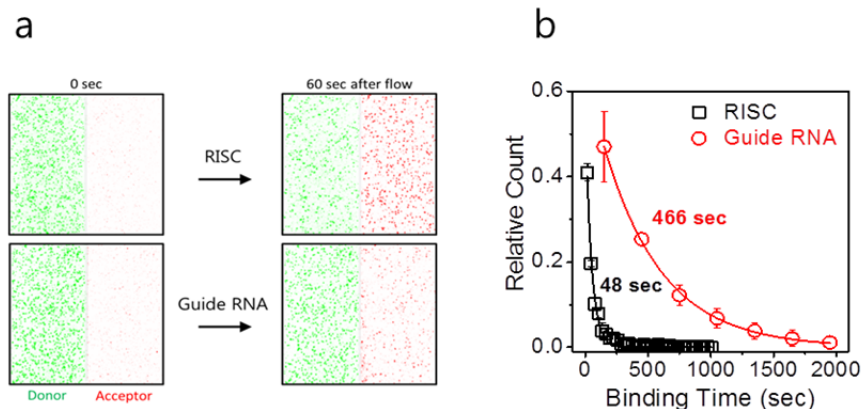 a
0 sec
60 sec after flow
RISC
Guide RNA
Donor
Acceptor
b
0.6
0.4
0.2
0.0
Relative Count
RISC
Guide RNA
466 sec
48 sec
0 500 1000 1500 2000
Binding Time (sec)